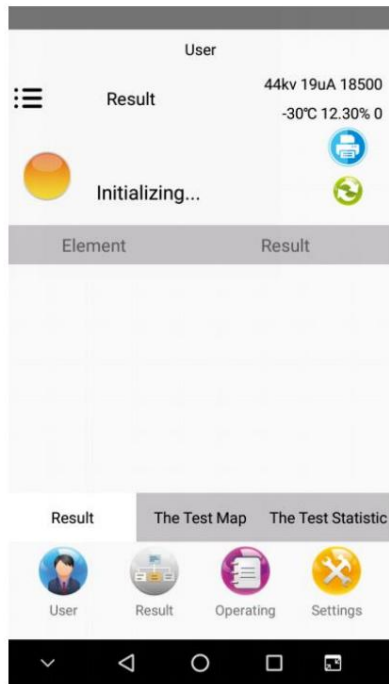 User
Result
44kv 19uA 18500
-30℃ 12.30% 0
Initializing...
Element Result
Result The Test Map The Test Statistic
User Result Operating Settings